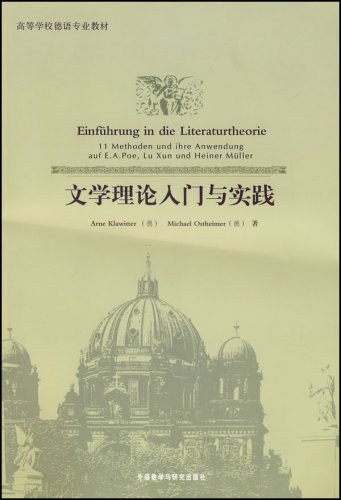 高等学校德语专业教材
Einführung in die Literaturtheorie
11 Methoden und ihre Anwendung
auf E.A.Poe, Lu Xun und Heiner Müller
文学理论入门与实践
Arne Klawitter（德） Michael Ostheimer（德）著
外语教学与研究出版社